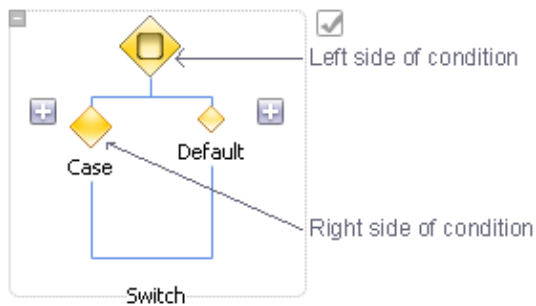 Left side of condition
Default
Case
Right side of condition
Switch